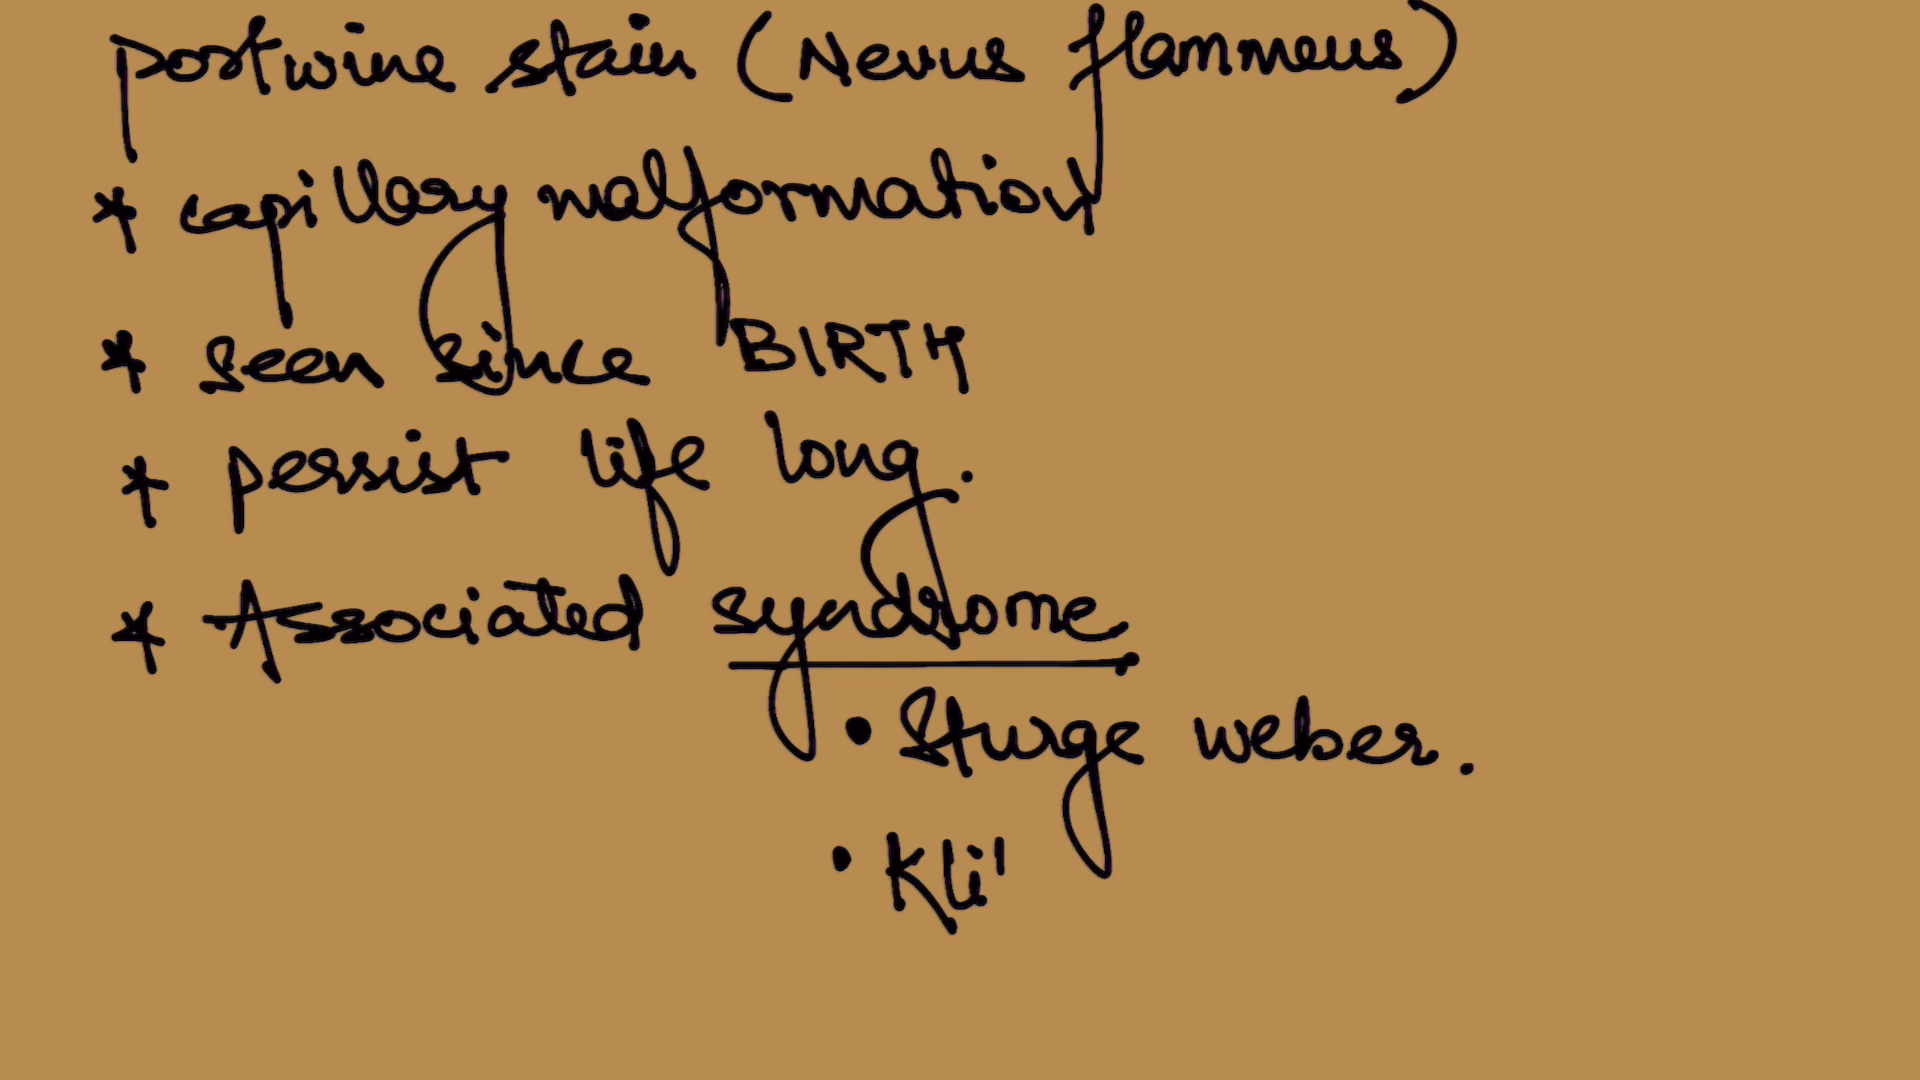 portwine stain (Nevus flammeus)
* capillary malformation
* seen since BIRTH
* persist life long.
* Associated syndrome
• Sturge weber.
• Kli